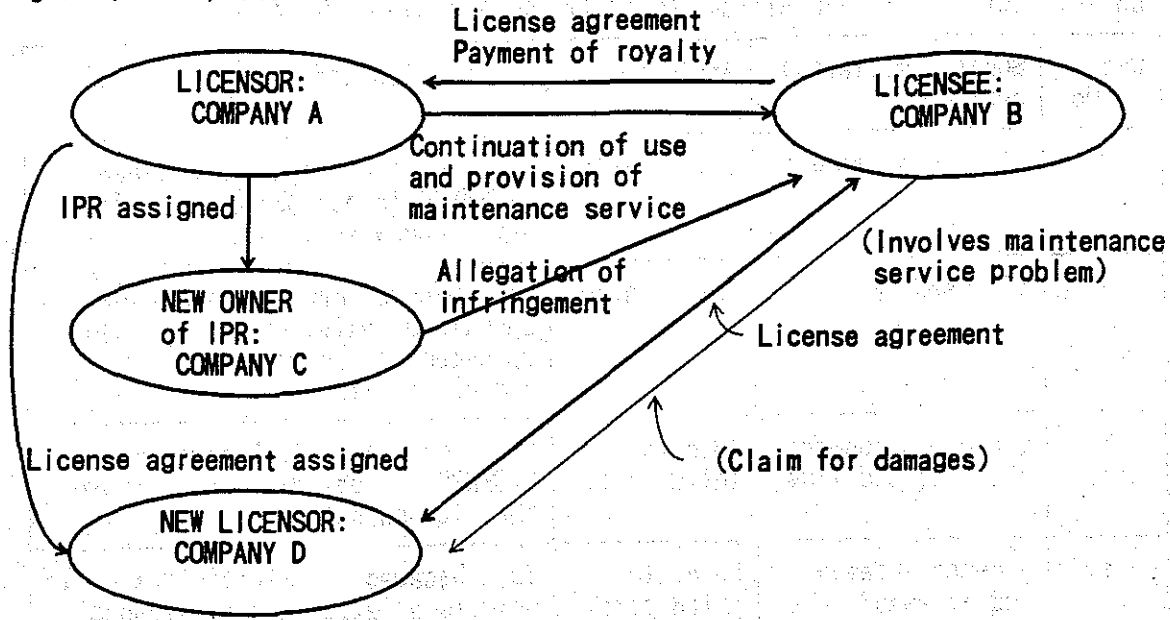 License agreement
Payment of royalty
LICENSOR:
COMPANY A
LICENSEE:
COMPANY B
Continuation of use
and provision of
maintenance service
IPR assigned
(Involves maintenance
service problem)
Allegation of
infringement
NEW OWNER
of IPR:
COMPANY C
License agreement
License agreement assigned
(Claim for damages)
NEW LICENSOR:
COMPANY D